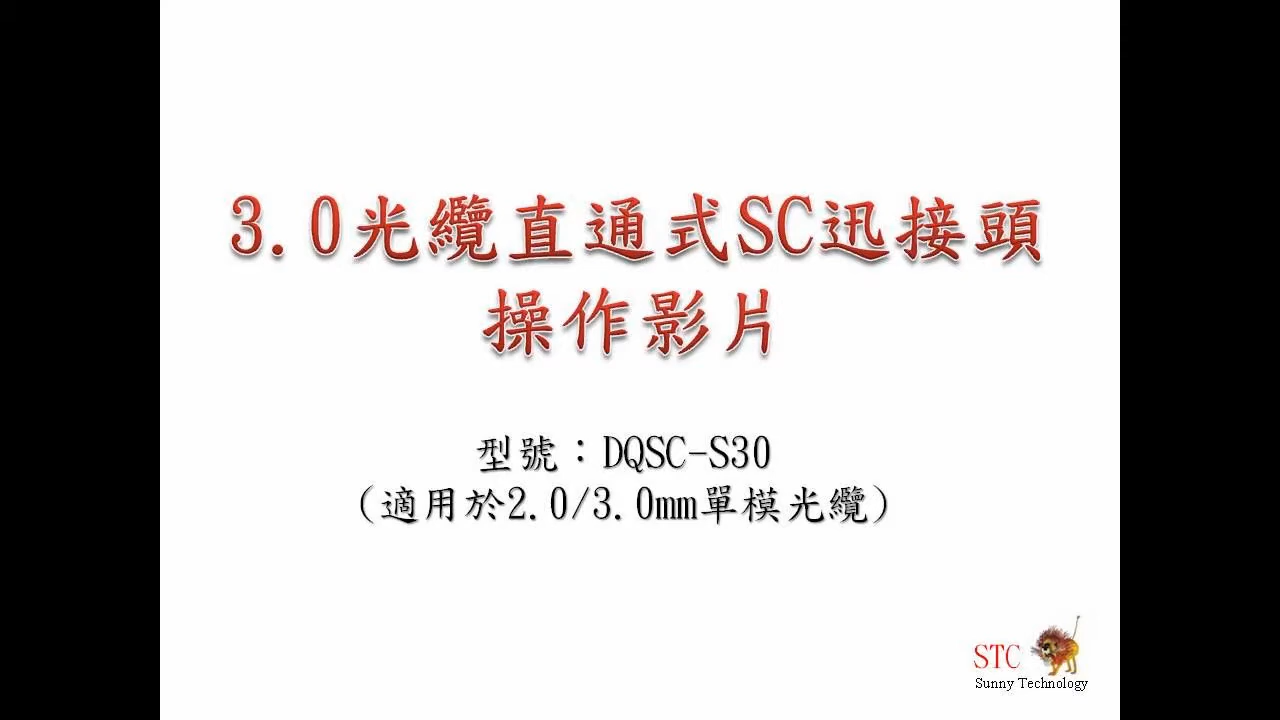 3.0光纜直通式SC迅接頭
操作影片
型號：DQSC-S30
(適用於2.0/3.0mm單模光纜)
STC
Sunny Technology